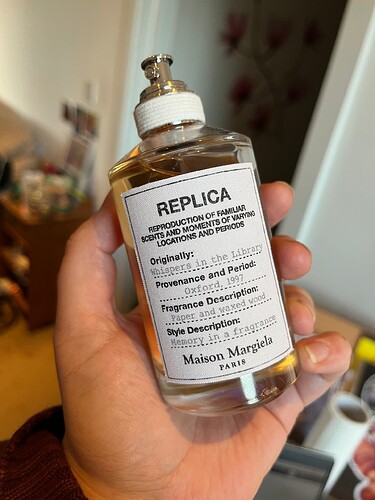 REPLICA
REPRODUCTION OF FAMILIAR
SCENTS AND MOMENTS OF VARYING
LOCATIONS AND PERIODS
Originally:
Whispers in the Library
Provenance and Period:
Oxford, 1997
Fragrance Description:
Paper and waxed wood
Style Description:
Memory in a fragrance
Maison Margiela
PARIS